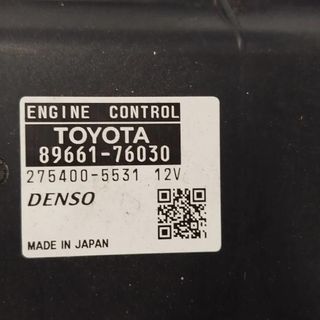 ENGINE CONTROL
TOYOTA
89661-76030
275400-5531 12V
DENSO
MADE IN JAPAN